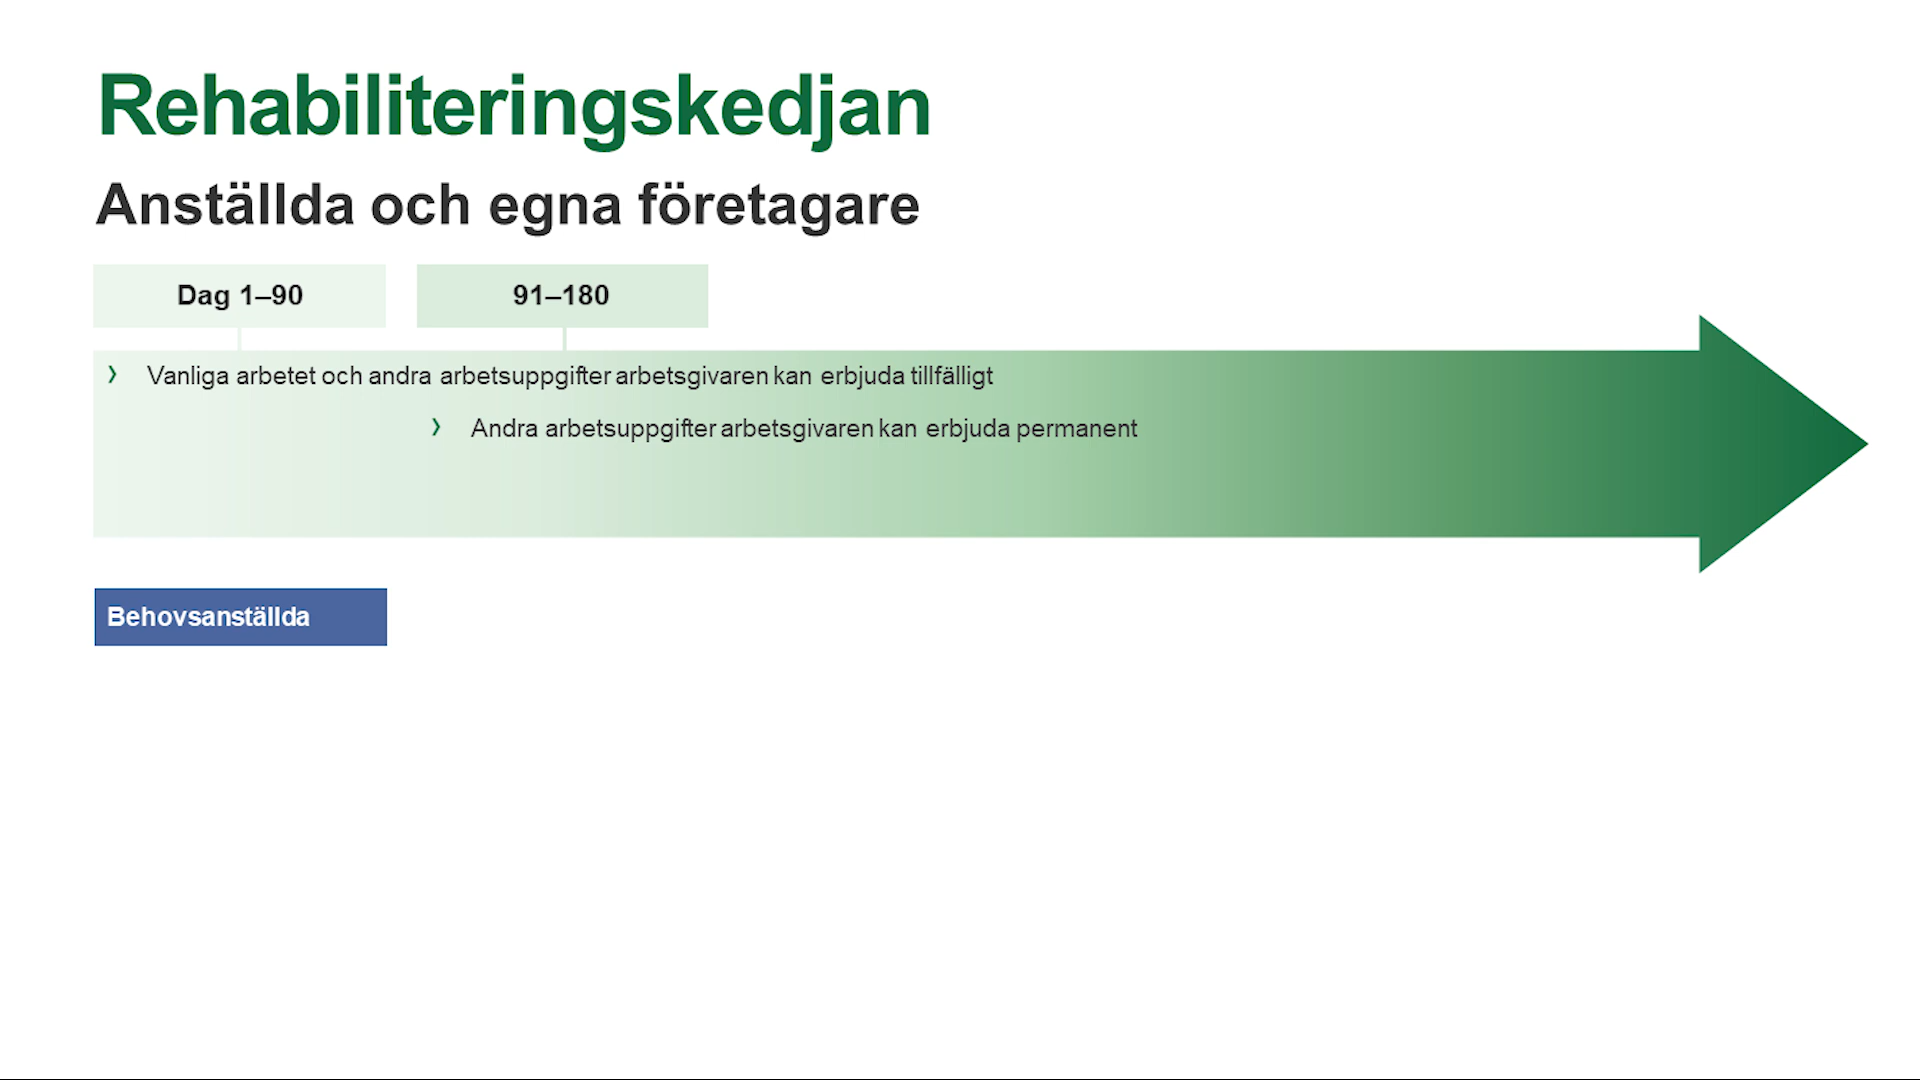 Rehabiliteringskedjan
Anställda och egna företagare
Dag 1–90
91–180
Vanliga arbetet och andra arbetsuppgifter arbetsgivaren kan erbjuda tillfälligt
Andra arbetsuppgifter arbetsgivaren kan erbjuda permanent
Behovsanställda